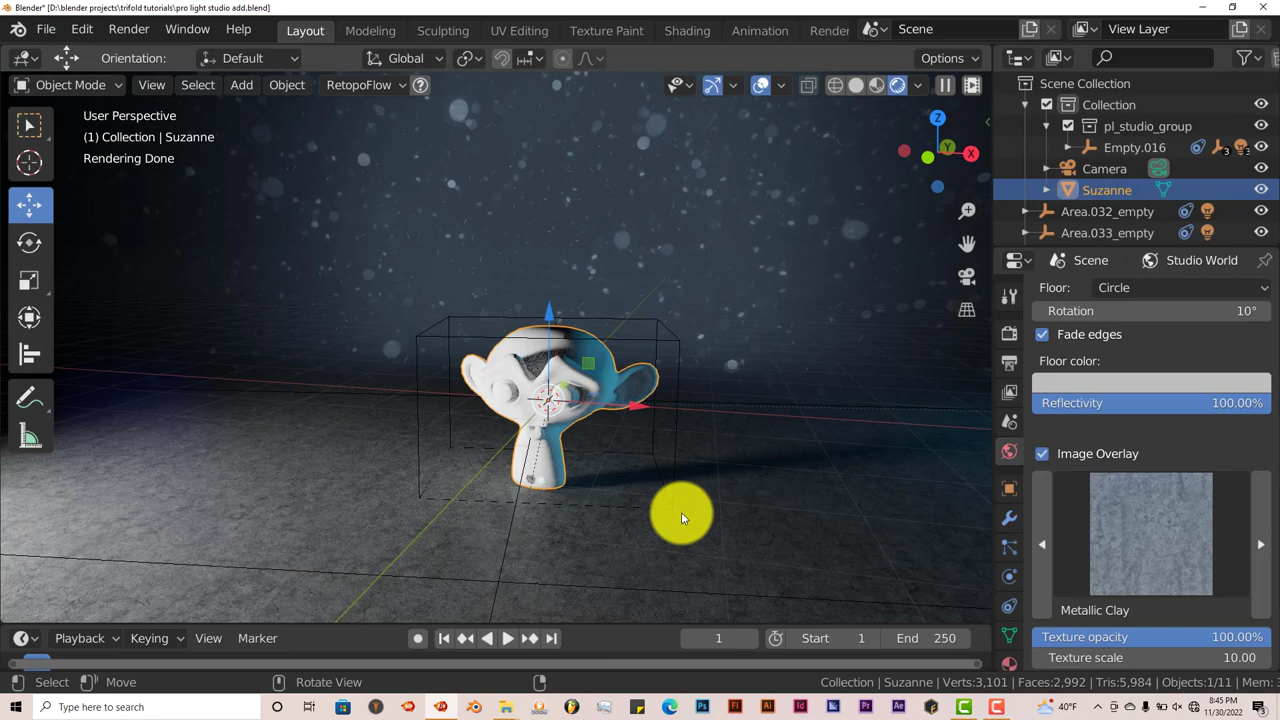 Blender* [D:\blender projects\trifold tutorials\pro light studio add.blend]
File Edit Render Window Help Layout Modeling Sculpting UV Editing Texture Paint Shading Animation Render Scene View Layer
Orientation: Default Global Options
Object Mode View Select Add Object RetopoFlow
User Perspective
(1) Collection | Suzanne
Rendering Done
Z
Y
X
Scene Collection
Collection
pl_studio_group
Empty.016 3 3
Camera
Suzanne
Area.032_empty
Area.033_empty
Scene Studio World
Floor: Circle
Rotation 10°
Fade edges
Floor color:
Reflectivity 100.00%
Image Overlay
Metallic Clay
Texture opacity 100.00%
Texture scale 10.00
Playback Keying View Marker 1 Start 1 End 250
Select Move Rotate View Collection | Suzanne | Verts:3,101 | Faces:2,992 | Tris:5,984 | Objects:1/11 | Mem: 3
Type here to search 40°F 8:45 PM
11/30/2022